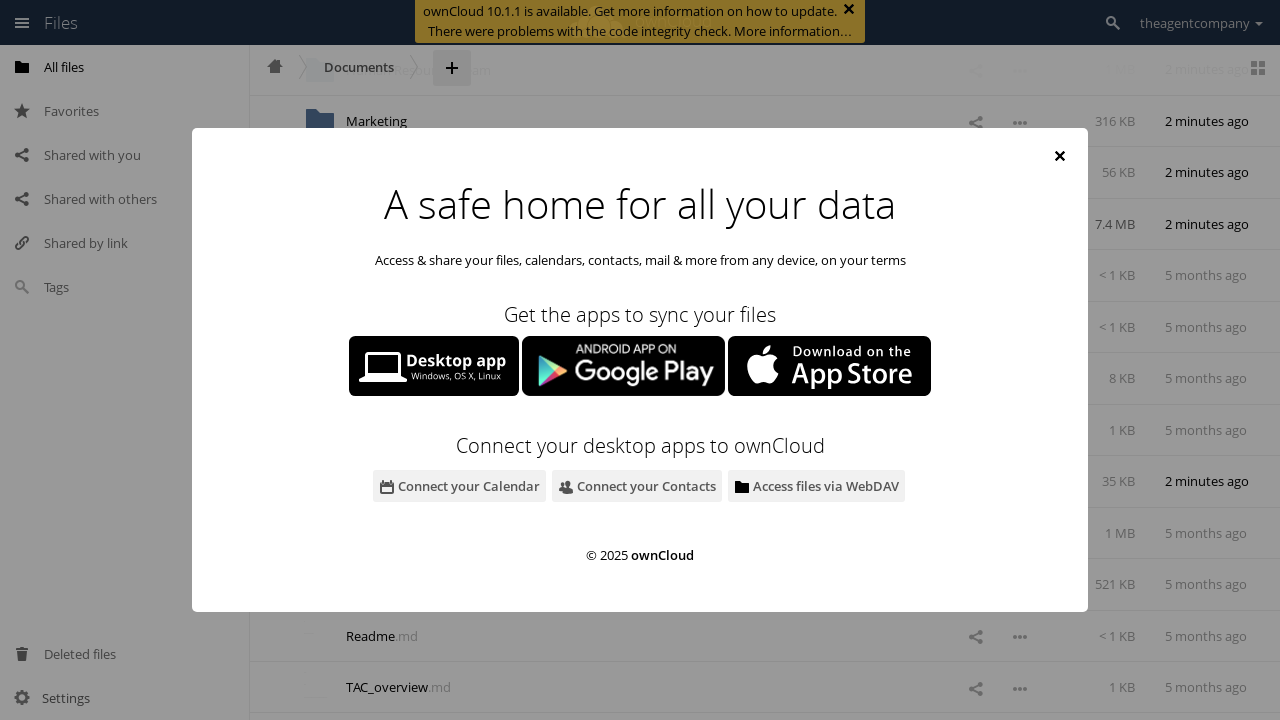 Files
ownCloud 10.1.1 is available. Get more information on how to update.
There were problems with the code integrity check. More information…
theagentcompany
All files
Documents
2 minutes ago
Favorites
Marketing
316 KB
2 minutes ago
Shared with you
56 KB
2 minutes ago
Shared with others
7.4 MB
2 minutes ago
Shared by link
< 1 KB
5 months ago
Tags
< 1 KB
5 months ago
8 KB
5 months ago
1 KB
5 months ago
35 KB
2 minutes ago
1 MB
5 months ago
521 KB
5 months ago
A safe home for all your data
Access & share your files, calendars, contacts, mail & more from any device, on your terms
Get the apps to sync your files
Desktop app
Windows, OS X, Linux
ANDROID APP ON
Google Play
Download on the
App Store
Connect your desktop apps to ownCloud
Connect your Calendar
Connect your Contacts
Access files via WebDAV
© 2025 ownCloud
Readme.md
< 1 KB
5 months ago
Deleted files
TAC_overview.md
1 KB
5 months ago
Settings